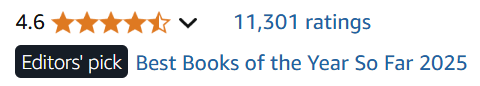 4.6 11,301 ratings
Editors' pick Best Books of the Year So Far 2025